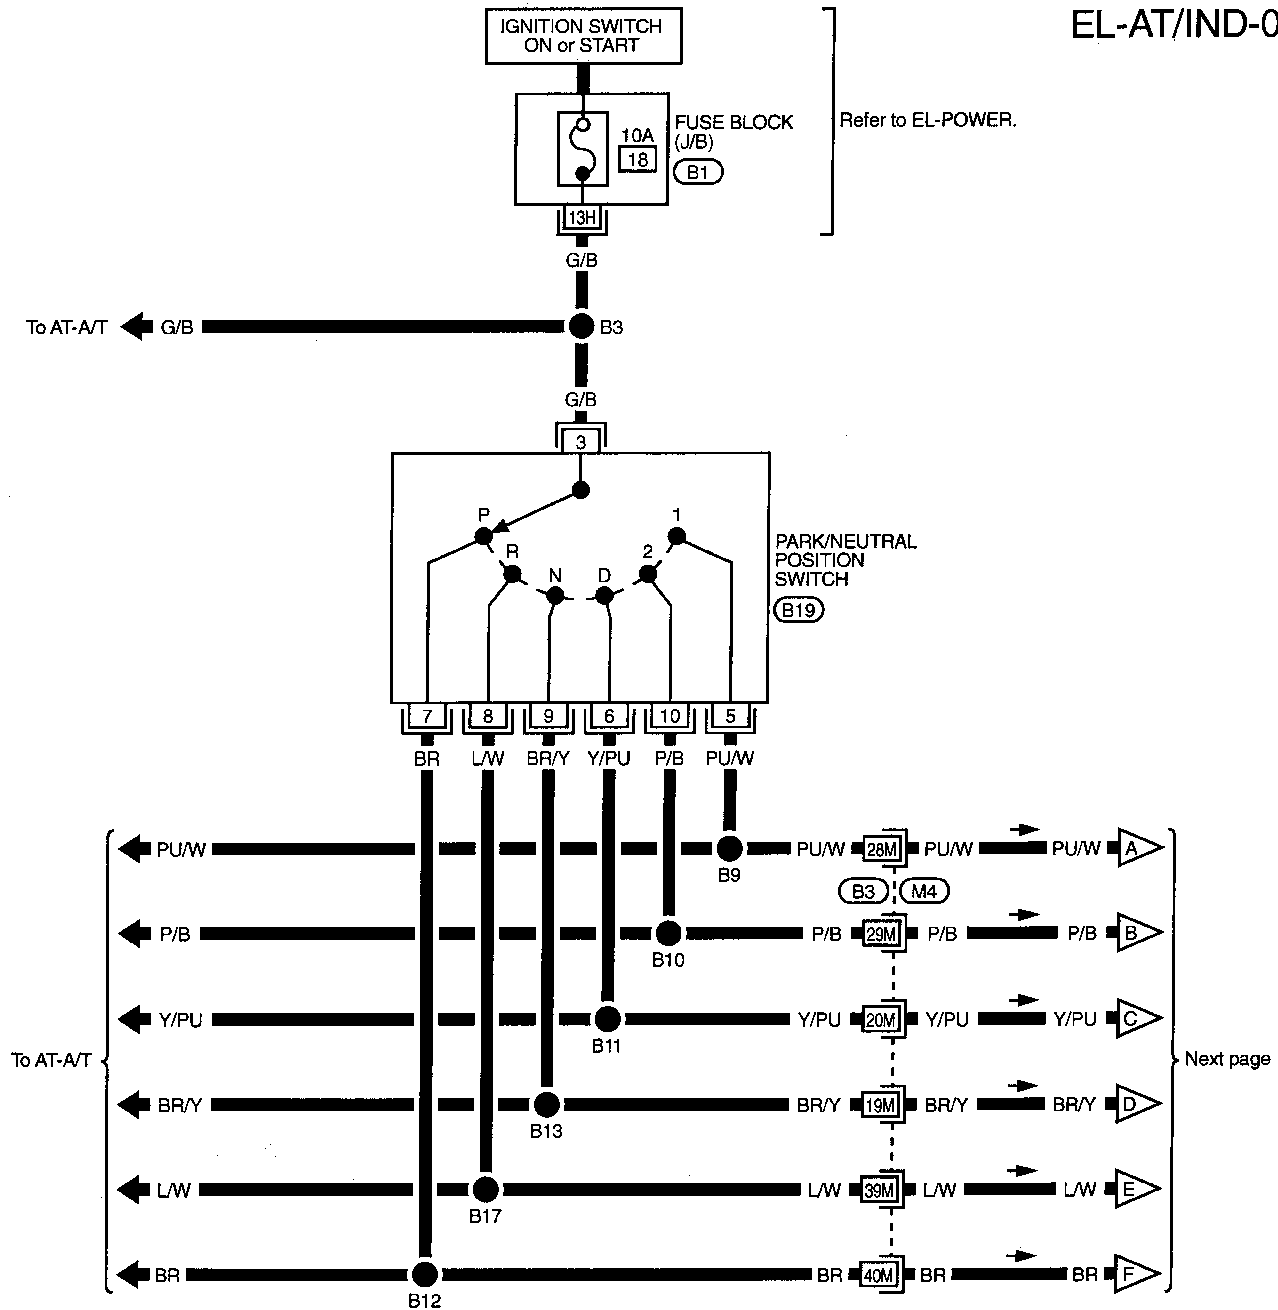 EL-AT/IND-0
IGNITION SWITCH
ON or START
FUSE BLOCK
(J/B)
10A
18
B1
Refer to EL-POWER.
13H
G/B
To AT-A/T
G/B
B3
G/B
3
P
R
N
D
2
1
PARK/NEUTRAL
POSITION
SWITCH
B19
7 8 9 6 10 5
BR L/W BR/Y Y/PU P/B PU/W
PU/W B9 PU/W 28M PU/W PU/W A
B3 M4
P/B B10 P/B 29M P/B P/B B
Y/PU B11 Y/PU 20M Y/PU Y/PU C
To AT-A/T
Next page
BR/Y B13 BR/Y 19M BR/Y BR/Y D
L/W B17 L/W 39M L/W L/W E
BR B12 BR 40M BR BR F